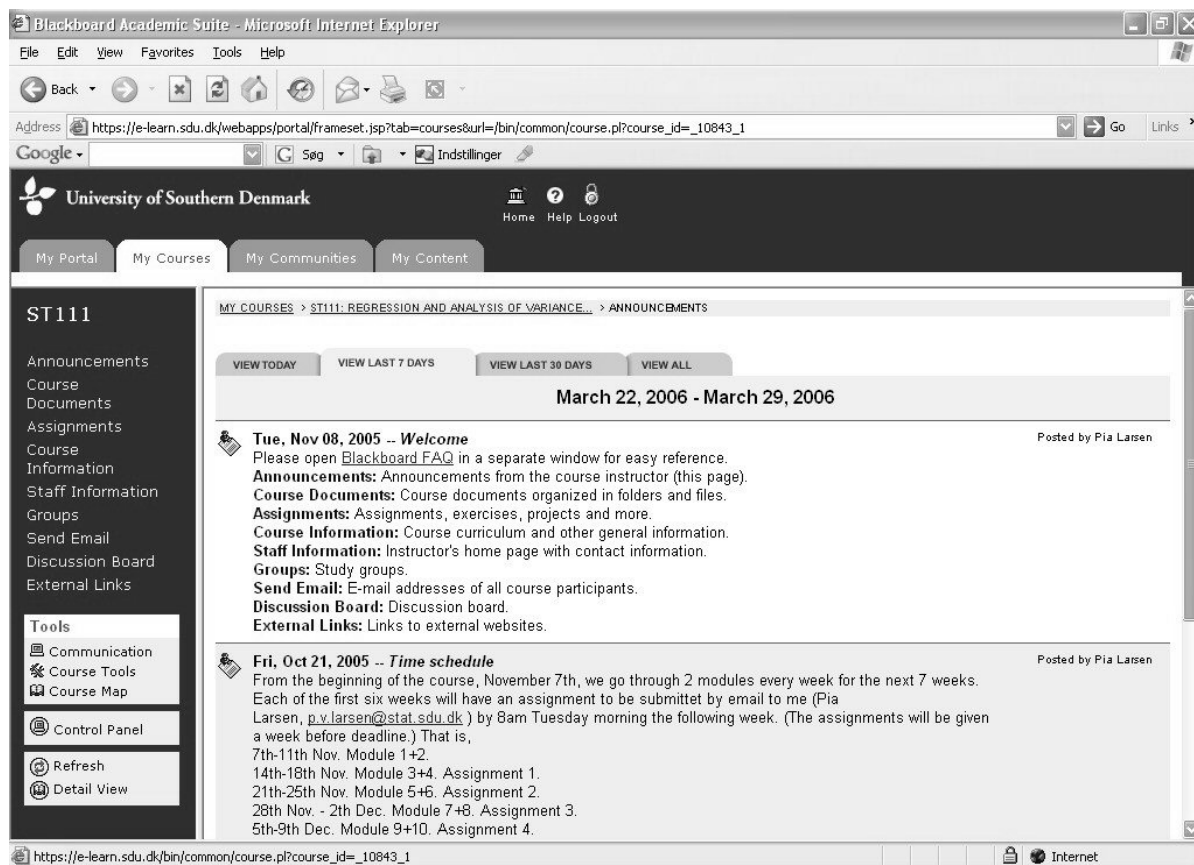 Blackboard Academic Suite - Microsoft Internet Explorer
File Edit View Favorites Tools Help
Back
Address https://e-learn.sdu.dk/webapps/portal/frameset.jsp?tab=courses&url=/bin/common/course.pl?course_id=_10843_1 Go Links »
Google G Søg Indstillinger
University of Southern Denmark
Home Help Logout
My Portal My Courses My Communities My Content
ST111
Announcements
Course
Documents
Assignments
Course
Information
Staff Information
Groups
Send Email
Discussion Board
External Links
Tools
Communication
Course Tools
Course Map
Control Panel
Refresh
Detail View
MY COURSES > ST111: REGRESSION AND ANALYSIS OF VARIANCE... > ANNOUNCEMENTS
VIEW TODAY VIEW LAST 7 DAYS VIEW LAST 30 DAYS VIEW ALL
March 22, 2006 - March 29, 2006
Tue, Nov 08, 2005 -- Welcome Posted by Pia Larsen
Please open Blackboard FAQ in a separate window for easy reference.
Announcements: Announcements from the course instructor (this page).
Course Documents: Course documents organized in folders and files.
Assignments: Assignments, exercises, projects and more.
Course Information: Course curriculum and other general information.
Staff Information: Instructor's home page with contact information.
Groups: Study groups.
Send Email: E-mail addresses of all course participants.
Discussion Board: Discussion board.
External Links: Links to external websites.
Fri, Oct 21, 2005 -- Time schedule Posted by Pia Larsen
From the beginning of the course, November 7th, we go through 2 modules every week for the next 7 weeks.
Each of the first six weeks will have an assignment to be submittet by email to me (Pia
Larsen, p.v.larsen@stat.sdu.dk ) by 8am Tuesday morning the following week. (The assignments will be given
a week before deadline.) That is,
7th-11th Nov. Module 1+2.
14th-18th Nov. Module 3+4. Assignment 1.
21th-25th Nov. Module 5+6. Assignment 2.
28th Nov. - 2th Dec. Module 7+8. Assignment 3.
5th-9th Dec. Module 9+10. Assignment 4.
https://e-learn.sdu.dk/bin/common/course.pl?course_id=_10843_1 Internet